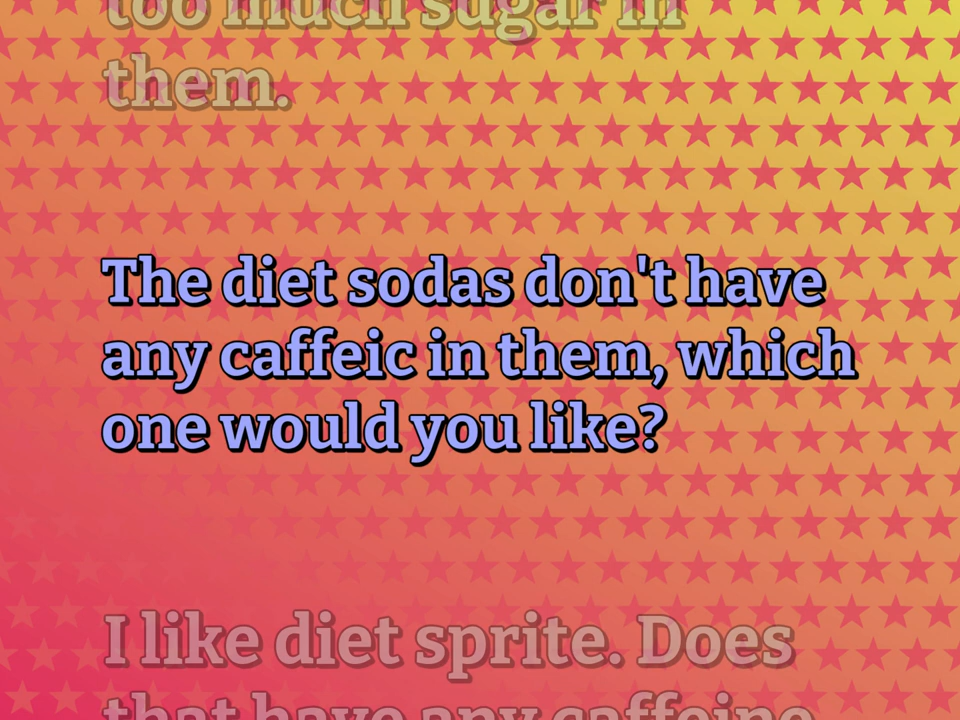 too much sugar in
them.
The diet sodas don't have
any caffeic in them, which
one would you like?
I like diet sprite. Does
that have any caffeine